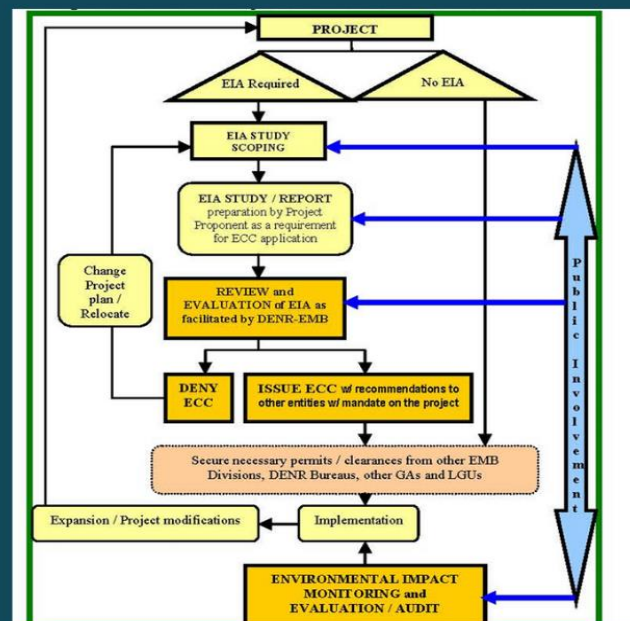 PROJECT
EIA Required
No EIA
EIA STUDY
SCOPING
EIA STUDY / REPORT
preparation by Project
Proponent as a requirement
for ECC application
Change
Project
plan /
Relocate
REVIEW and
EVALUATION of EIA as
facilitated by DENR-EMB
Public Involvement
DENY
ECC
ISSUE ECC w/ recommendations to
other entities w/ mandate on the project
Secure necessary permits / clearances from other EMB
Divisions, DENR Bureaus, other GAs and LGUs
Expansion / Project modifications
Implementation
ENVIRONMENTAL IMPACT
MONITORING and
EVALUATION / AUDIT